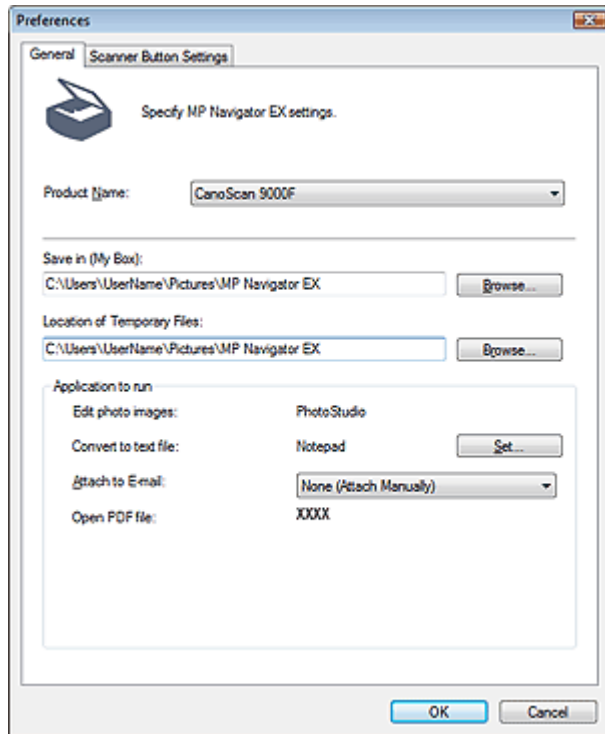 Preferences
General Scanner Button Settings
Specify MP Navigator EX settings.
Product Name: CanoScan 9000F
Save in (My Box):
C:\Users\UserName\Pictures\MP Navigator EX Browse...
Location of Temporary Files:
C:\Users\UserName\Pictures\MP Navigator EX Browse...
Application to run
Edit photo images: PhotoStudio
Convert to text file: Notepad Set...
Attach to E-mail: None (Attach Manually)
Open PDF file: XXXX
OK Cancel